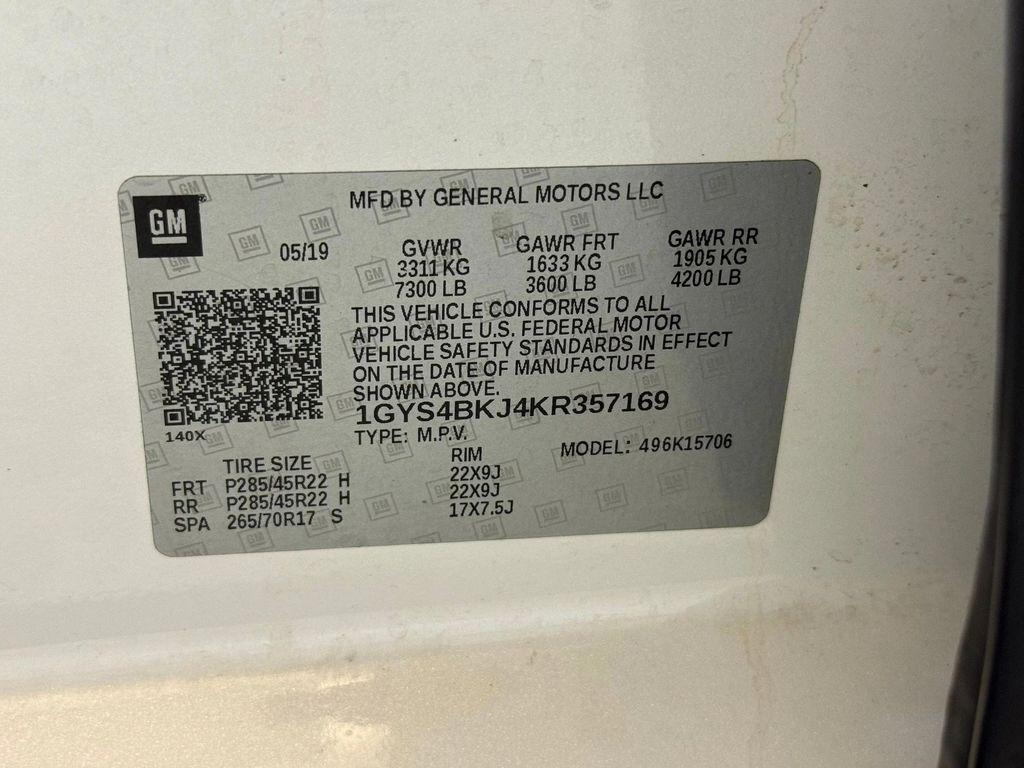 MFD BY GENERAL MOTORS LLC
GM
05/19
GVWR GAWR FRT GAWR RR
3311 KG 1633 KG 1905 KG
7300 LB 3600 LB 4200 LB
THIS VEHICLE CONFORMS TO ALL
APPLICABLE U.S. FEDERAL MOTOR
VEHICLE SAFETY STANDARDS IN EFFECT
ON THE DATE OF MANUFACTURE
SHOWN ABOVE.
1GYS4BKJ4KR357169
140X
TYPE: M.P.V. MODEL: 496K15706
TIRE SIZE RIM
FRT P285/45R22 H 22X9J
RR P285/45R22 H 22X9J
SPA 265/70R17 S 17X7.5J